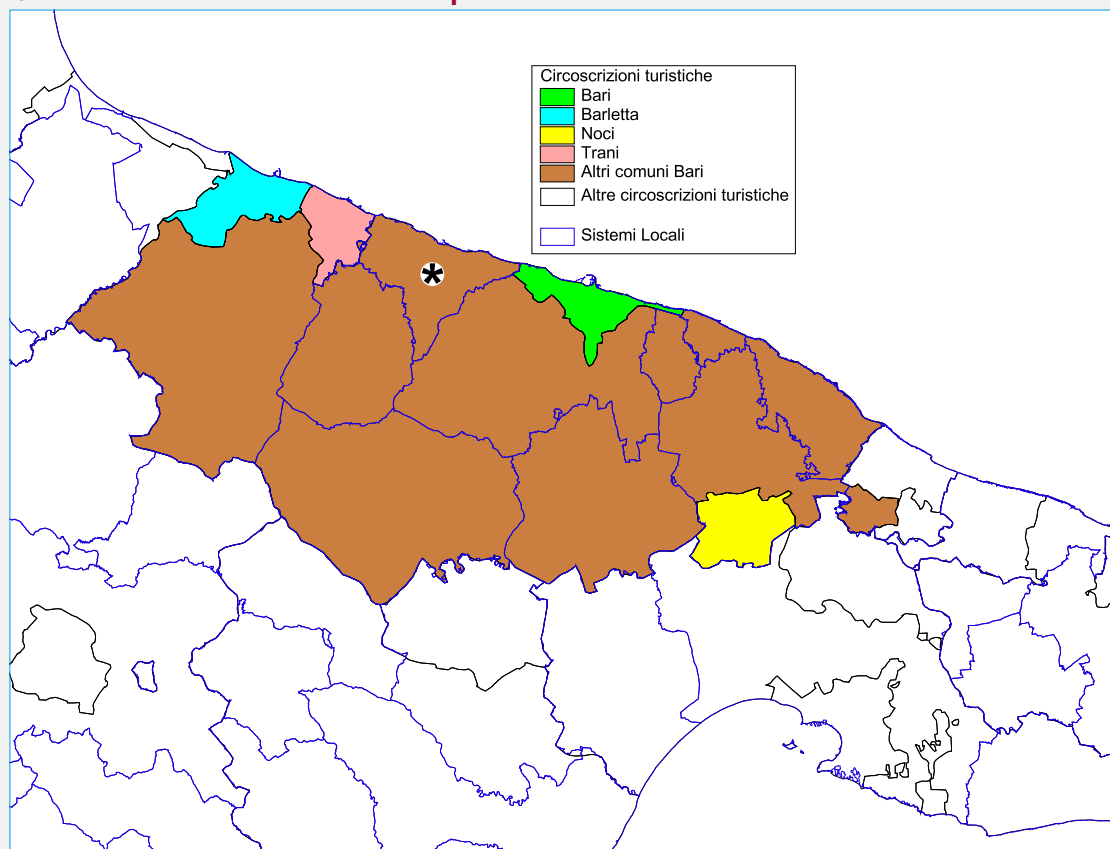 Circoscrizioni turistiche
Bari
Barletta
Noci
Trani
Altri comuni Bari
Altre circoscrizioni turistiche
Sistemi Locali
*